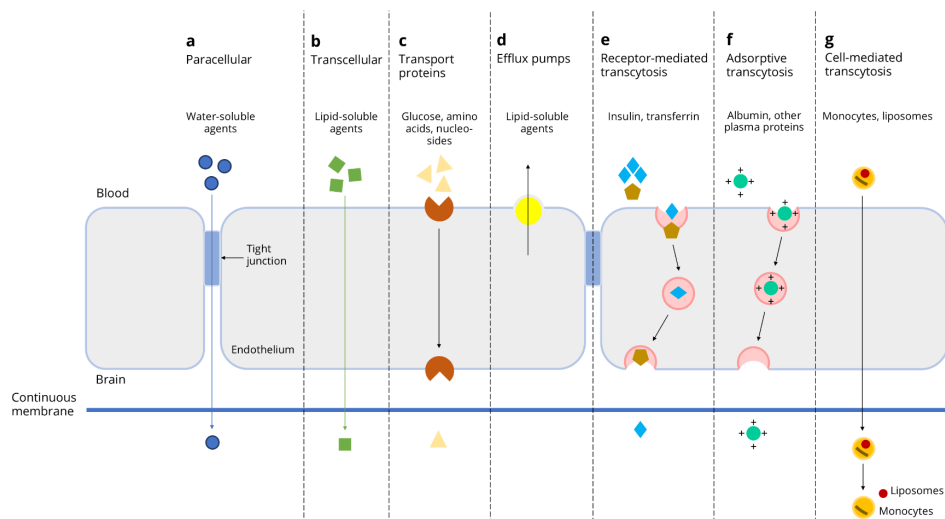 a
Paracellular
Water-soluble
agents
b
Transcellular
Lipid-soluble
agents
c
Transport
proteins
Glucose, amino
acids, nucleo-
sides
d
Efflux pumps
Lipid-soluble
agents
e
Receptor-mediated
transcytosis
Insulin, transferrin
f
Adsorptive
transcytosis
Albumin, other
plasma proteins
g
Cell-mediated
transcytosis
Monocytes, liposomes
Blood
Tight
junction
Endothelium
Brain
Continuous
membrane
Liposomes
Monocytes